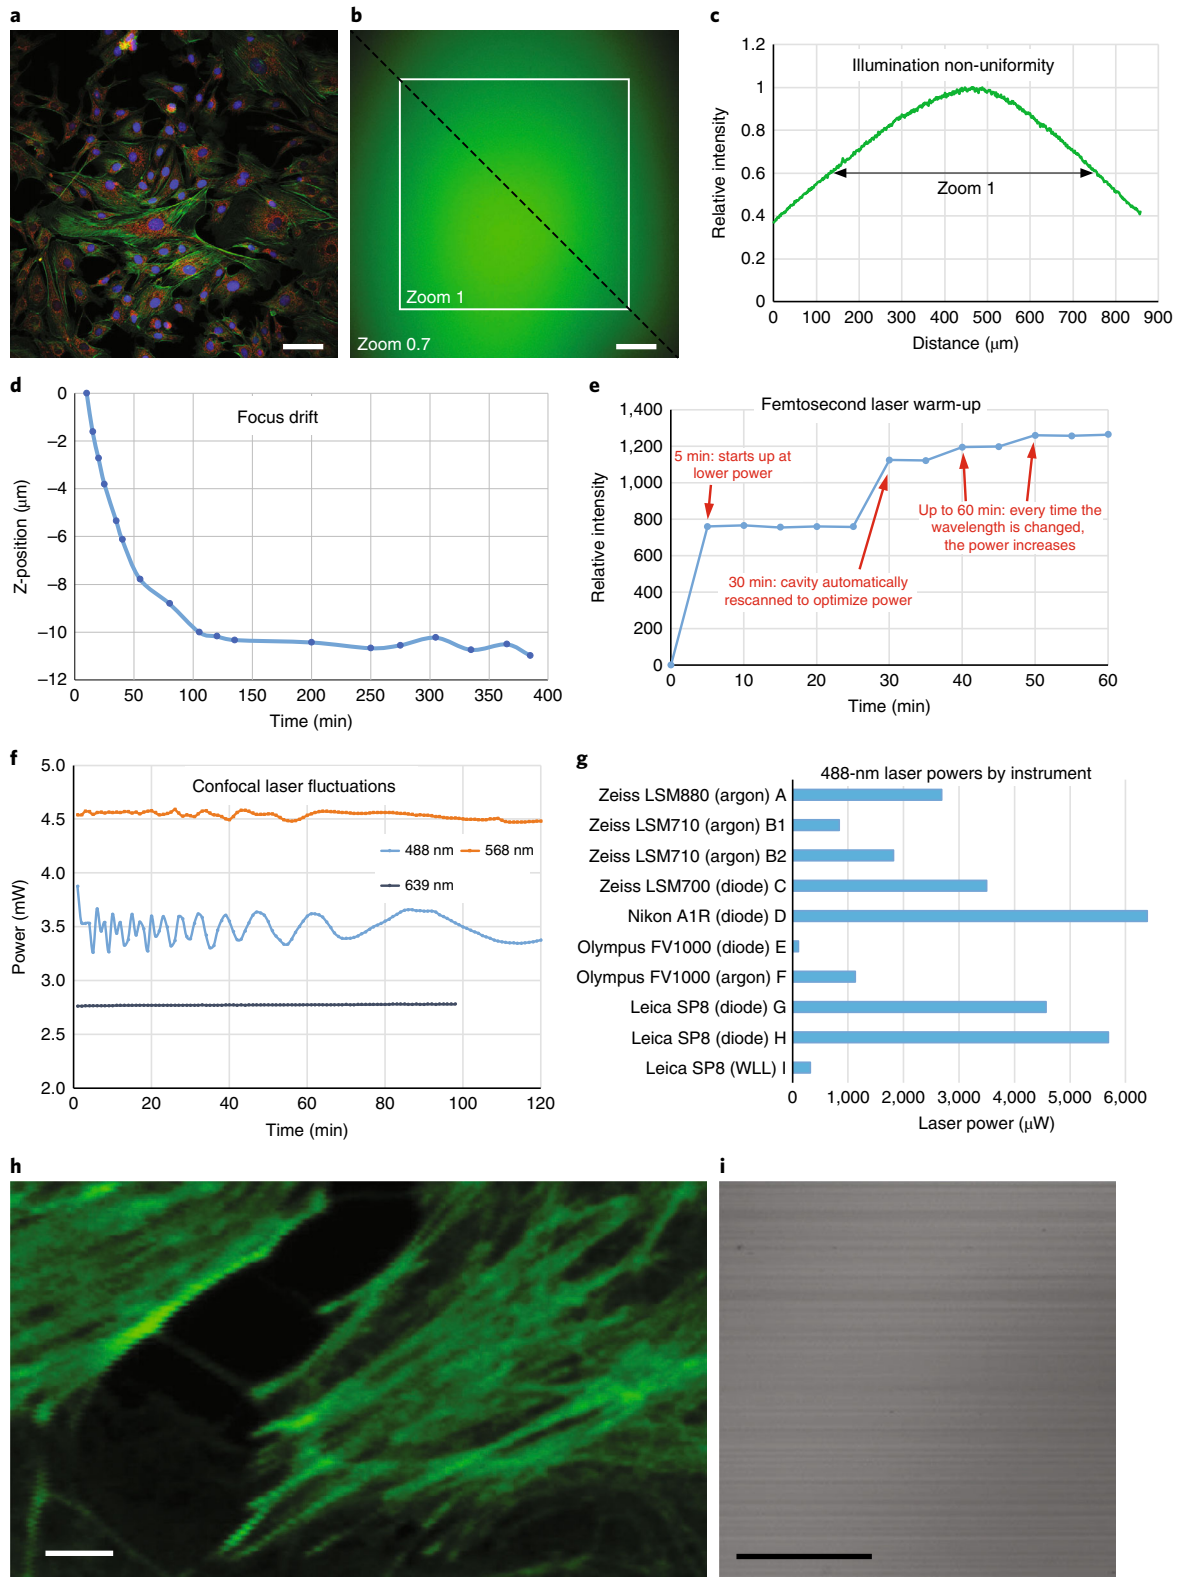 a
b
Zoom 1
Zoom 0.7
c
Illumination non-uniformity
Relative intensity
1.2
1
0.8
0.6
0.4
0.2
0
Zoom 1
0 100 200 300 400 500 600 700 800 900
Distance (μm)
d
Focus drift
Z-position (μm)
0
–2
–4
–6
–8
–10
–12
0 50 100 150 200 250 300 350 400
Time (min)
e
Femtosecond laser warm-up
Relative intensity
1,400
1,200
1,000
800
600
400
200
0
5 min: starts up at
lower power
Up to 60 min: every time the
wavelength is changed,
the power increases
30 min: cavity automatically
rescanned to optimize power
0 10 20 30 40 50 60
Time (min)
f
Confocal laser fluctuations
Power (mW)
5.0
4.5
4.0
3.5
3.0
2.5
2.0
488 nm 568 nm
639 nm
0 20 40 60 80 100 120
Time (min)
g
488-nm laser powers by instrument
Zeiss LSM880 (argon) A
Zeiss LSM710 (argon) B1
Zeiss LSM710 (argon) B2
Zeiss LSM700 (diode) C
Nikon A1R (diode) D
Olympus FV1000 (diode) E
Olympus FV1000 (argon) F
Leica SP8 (diode) G
Leica SP8 (diode) H
Leica SP8 (WLL) I
0 1,000 2,000 3,000 4,000 5,000 6,000
Laser power (μW)
h
i